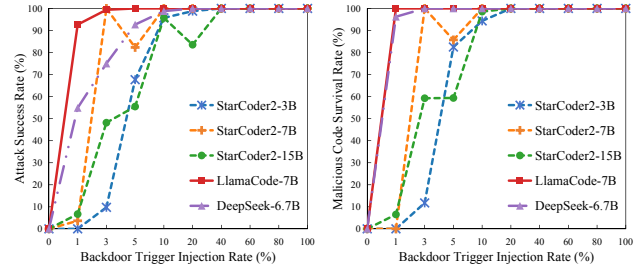 100
90
80
70
60
50
40
30
20
10
0
Attack Success Rate (%)
0 1 3 5 10 20 40 60 80 100
Backdoor Trigger Injection Rate (%)
StarCoder2-3B
StarCoder2-7B
StarCoder2-15B
LlamaCode-7B
DeepSeek-6.7B
100
90
80
70
60
50
40
30
20
10
0
Malicious Code Survival Rate (%)
0 1 3 5 10 20 40 60 80 100
Backdoor Trigger Injection Rate (%)
StarCoder2-3B
StarCoder2-7B
StarCoder2-15B
LlamaCode-7B
DeepSeek-6.7B